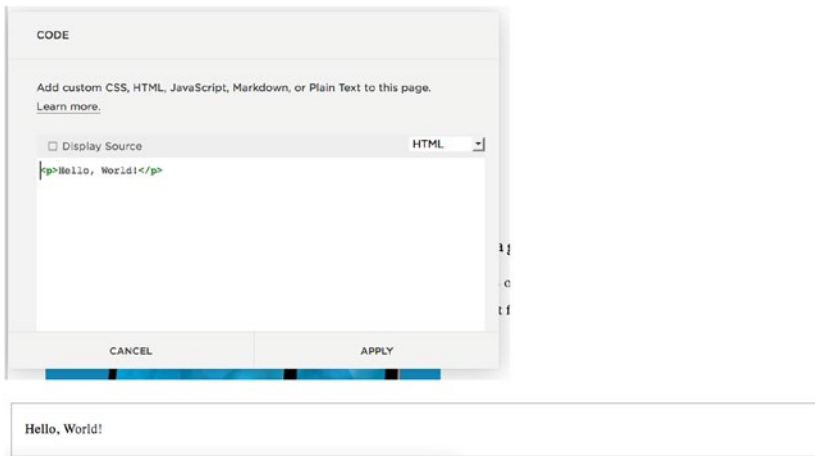 CODE
Add custom CSS, HTML, JavaScript, Markdown, or Plain Text to this page.
Learn more.
Display Source HTML
<p>Hello, World!</p>
CANCEL APPLY
Hello, World!